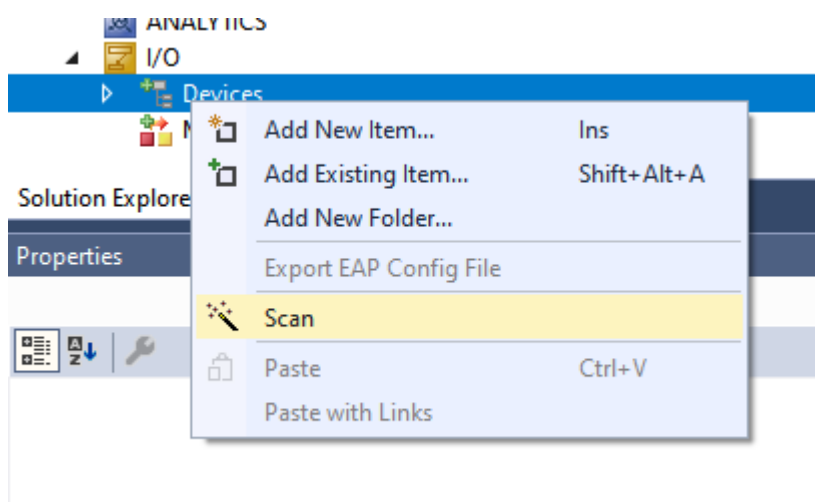 ANALYTICS
I/O
Devices
Add New Item... Ins
Add Existing Item... Shift+Alt+A
Solution Explore
Add New Folder...
Properties
Export EAP Config File
Scan
Paste Ctrl+V
Paste with Links